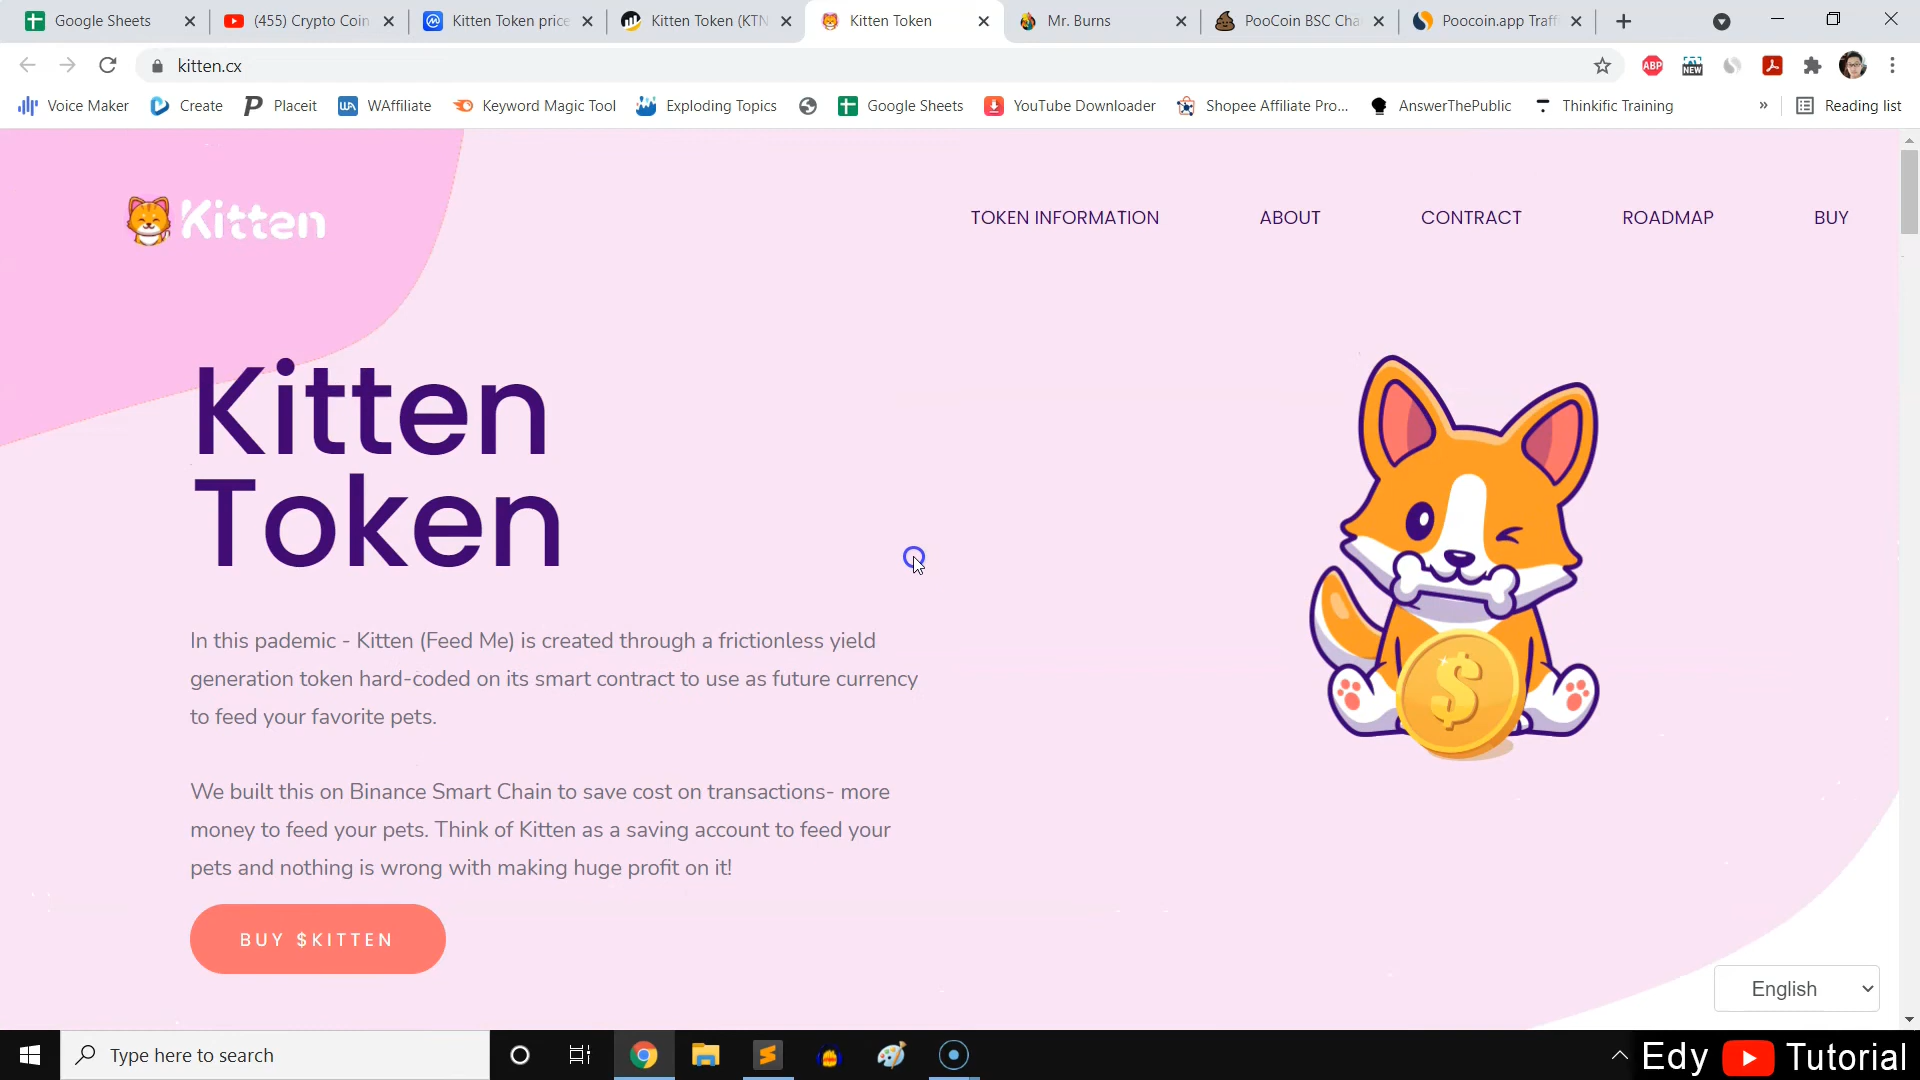 Google Sheets
(455) Crypto Coin
Kitten Token price
Kitten Token (KTN
Kitten Token
Mr. Burns
PooCoin BSC Cha
Poocoin.app Traff
kitten.cx
ABP
NEW
Voice Maker
Create
Placeit
WAffiliate
Keyword Magic Tool
Exploding Topics
Google Sheets
YouTube Downloader
Shopee Affiliate Pro...
AnswerThePublic
Thinkific Training
»
Reading list
Kitten
TOKEN INFORMATION
ABOUT
CONTRACT
ROADMAP
BUY
Kitten
Token
In this pademic - Kitten (Feed Me) is created through a frictionless yield
generation token hard-coded on its smart contract to use as future currency
to feed your favorite pets.
We built this on Binance Smart Chain to save cost on transactions- more
money to feed your pets. Think of Kitten as a saving account to feed your
pets and nothing is wrong with making huge profit on it!
BUY $KITTEN
$
English
Type here to search
Edy Tutorial